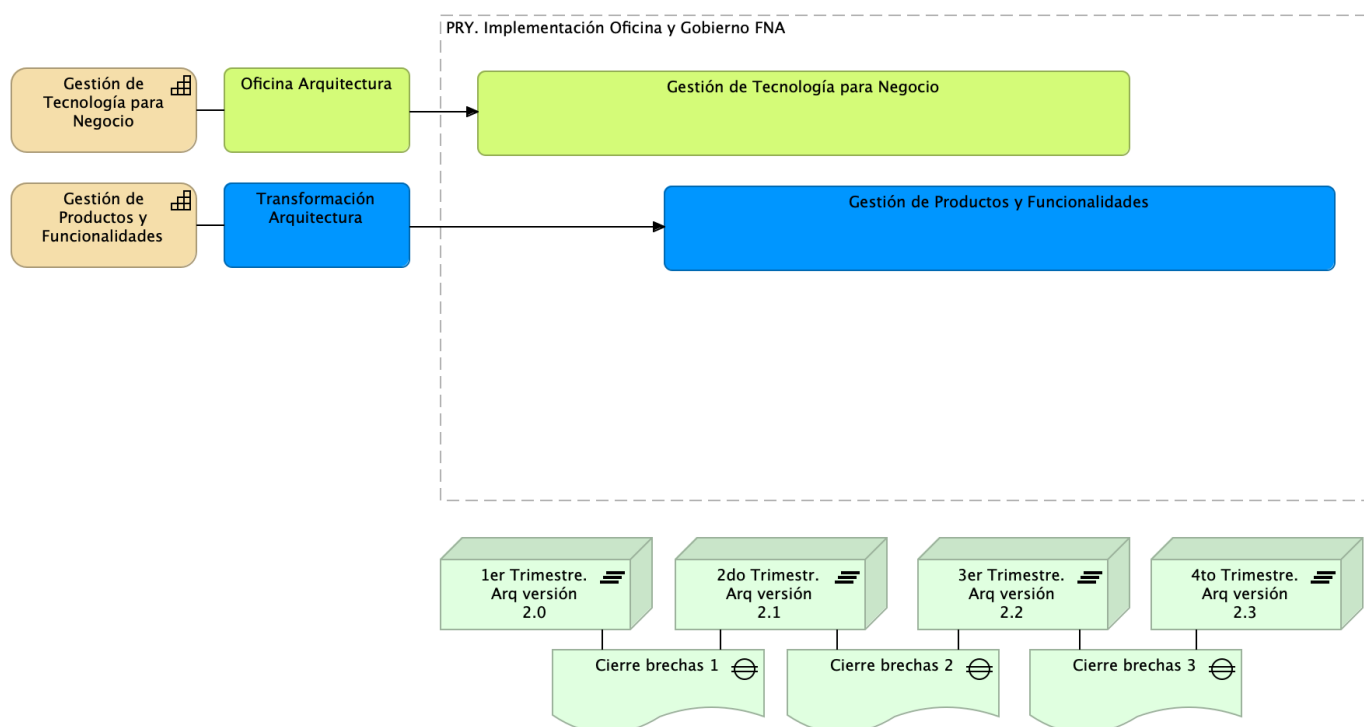 PRY. Implementación Oficina y Gobierno FNA
Gestión de
Tecnología para
Negocio
Oficina Arquitectura
Gestión de Tecnología para Negocio
Gestión de
Productos y
Funcionalidades
Transformación
Arquitectura
Gestión de Productos y Funcionalidades
1er Trimestre.
Arq versión
2.0
2do Trimestr.
Arq versión
2.1
3er Trimestre.
Arq versión
2.2
4to Trimestre.
Arq versión
2.3
Cierre brechas 1
Cierre brechas 2
Cierre brechas 3